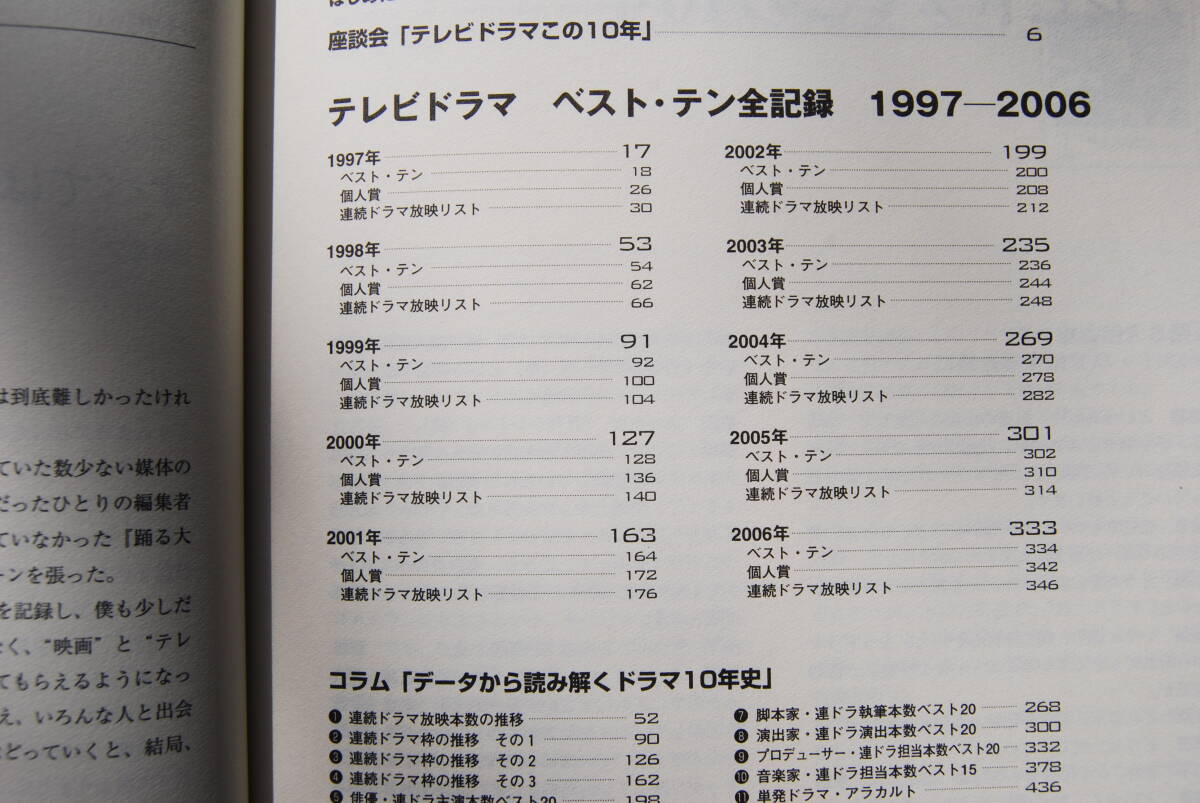 はじめに
座談会「テレビドラマこの10年」 6
テレビドラマ ベスト・テン全記録 1997―2006
1997年 17
ベスト・テン 18
個人賞 26
連続ドラマ放映リスト 30
1998年 53
ベスト・テン 54
個人賞 62
連続ドラマ放映リスト 66
1999年 91
ベスト・テン 92
個人賞 100
連続ドラマ放映リスト 104
2000年 127
ベスト・テン 128
個人賞 136
連続ドラマ放映リスト 140
2001年 163
ベスト・テン 164
個人賞 172
連続ドラマ放映リスト 176
2002年 199
ベスト・テン 200
個人賞 208
連続ドラマ放映リスト 212
2003年 235
ベスト・テン 236
個人賞 244
連続ドラマ放映リスト 248
2004年 269
ベスト・テン 270
個人賞 278
連続ドラマ放映リスト 282
2005年 301
ベスト・テン 302
個人賞 310
連続ドラマ放映リスト 314
2006年 333
ベスト・テン 334
個人賞 342
連続ドラマ放映リスト 346
コラム「データから読み解くドラマ10年史」
❶ 連続ドラマ放映本数の推移 52
❷ 連続ドラマ枠の推移 その1 90
❸ 連続ドラマ枠の推移 その2 126
❹ 連続ドラマ枠の推移 その3 162
❺ 俳優・連ドラ主演本数ベスト20 198
❼ 脚本家・連ドラ執筆本数ベスト20 268
❽ 演出家・連ドラ演出本数ベスト20 300
❾ プロデューサー・連ドラ担当本数ベスト20 332
❿ 音楽家・連ドラ担当本数ベスト15 378
⓫ 単発ドラマ・アラカルト 436
は到底難しかったけれ
ていた数少ない媒体の
だったひとりの編集者
ていなかった『踊る大
ーンを張った。
を記録し、僕も少しだ
なく、“映画”と“テレ
てもらえるようになっ
え、いろんな人と出会
などっていくと、結局、